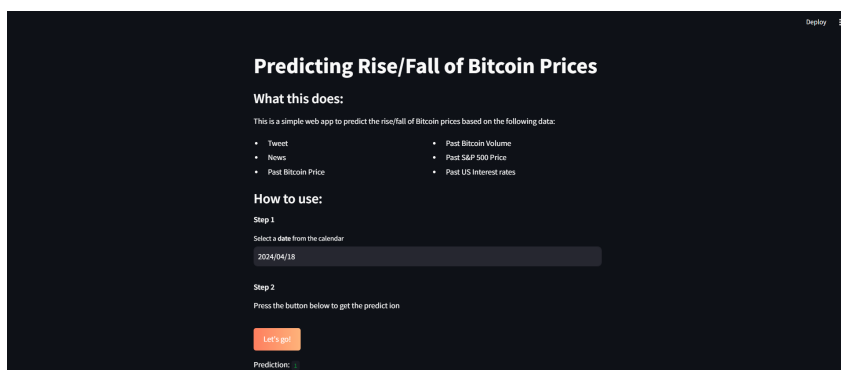 Deploy
Predicting Rise/Fall of Bitcoin Prices
What this does:
This is a simple web app to predict the rise/fall of Bitcoin prices based on the following data:
• Tweet
• News
• Past Bitcoin Price
• Past Bitcoin Volume
• Past S&P 500 Price
• Past US Interest rates
How to use:
Step 1
Select a date from the calendar
2024/04/18
Step 2
Press the button below to get the predict ion
Let's go!
Prediction: